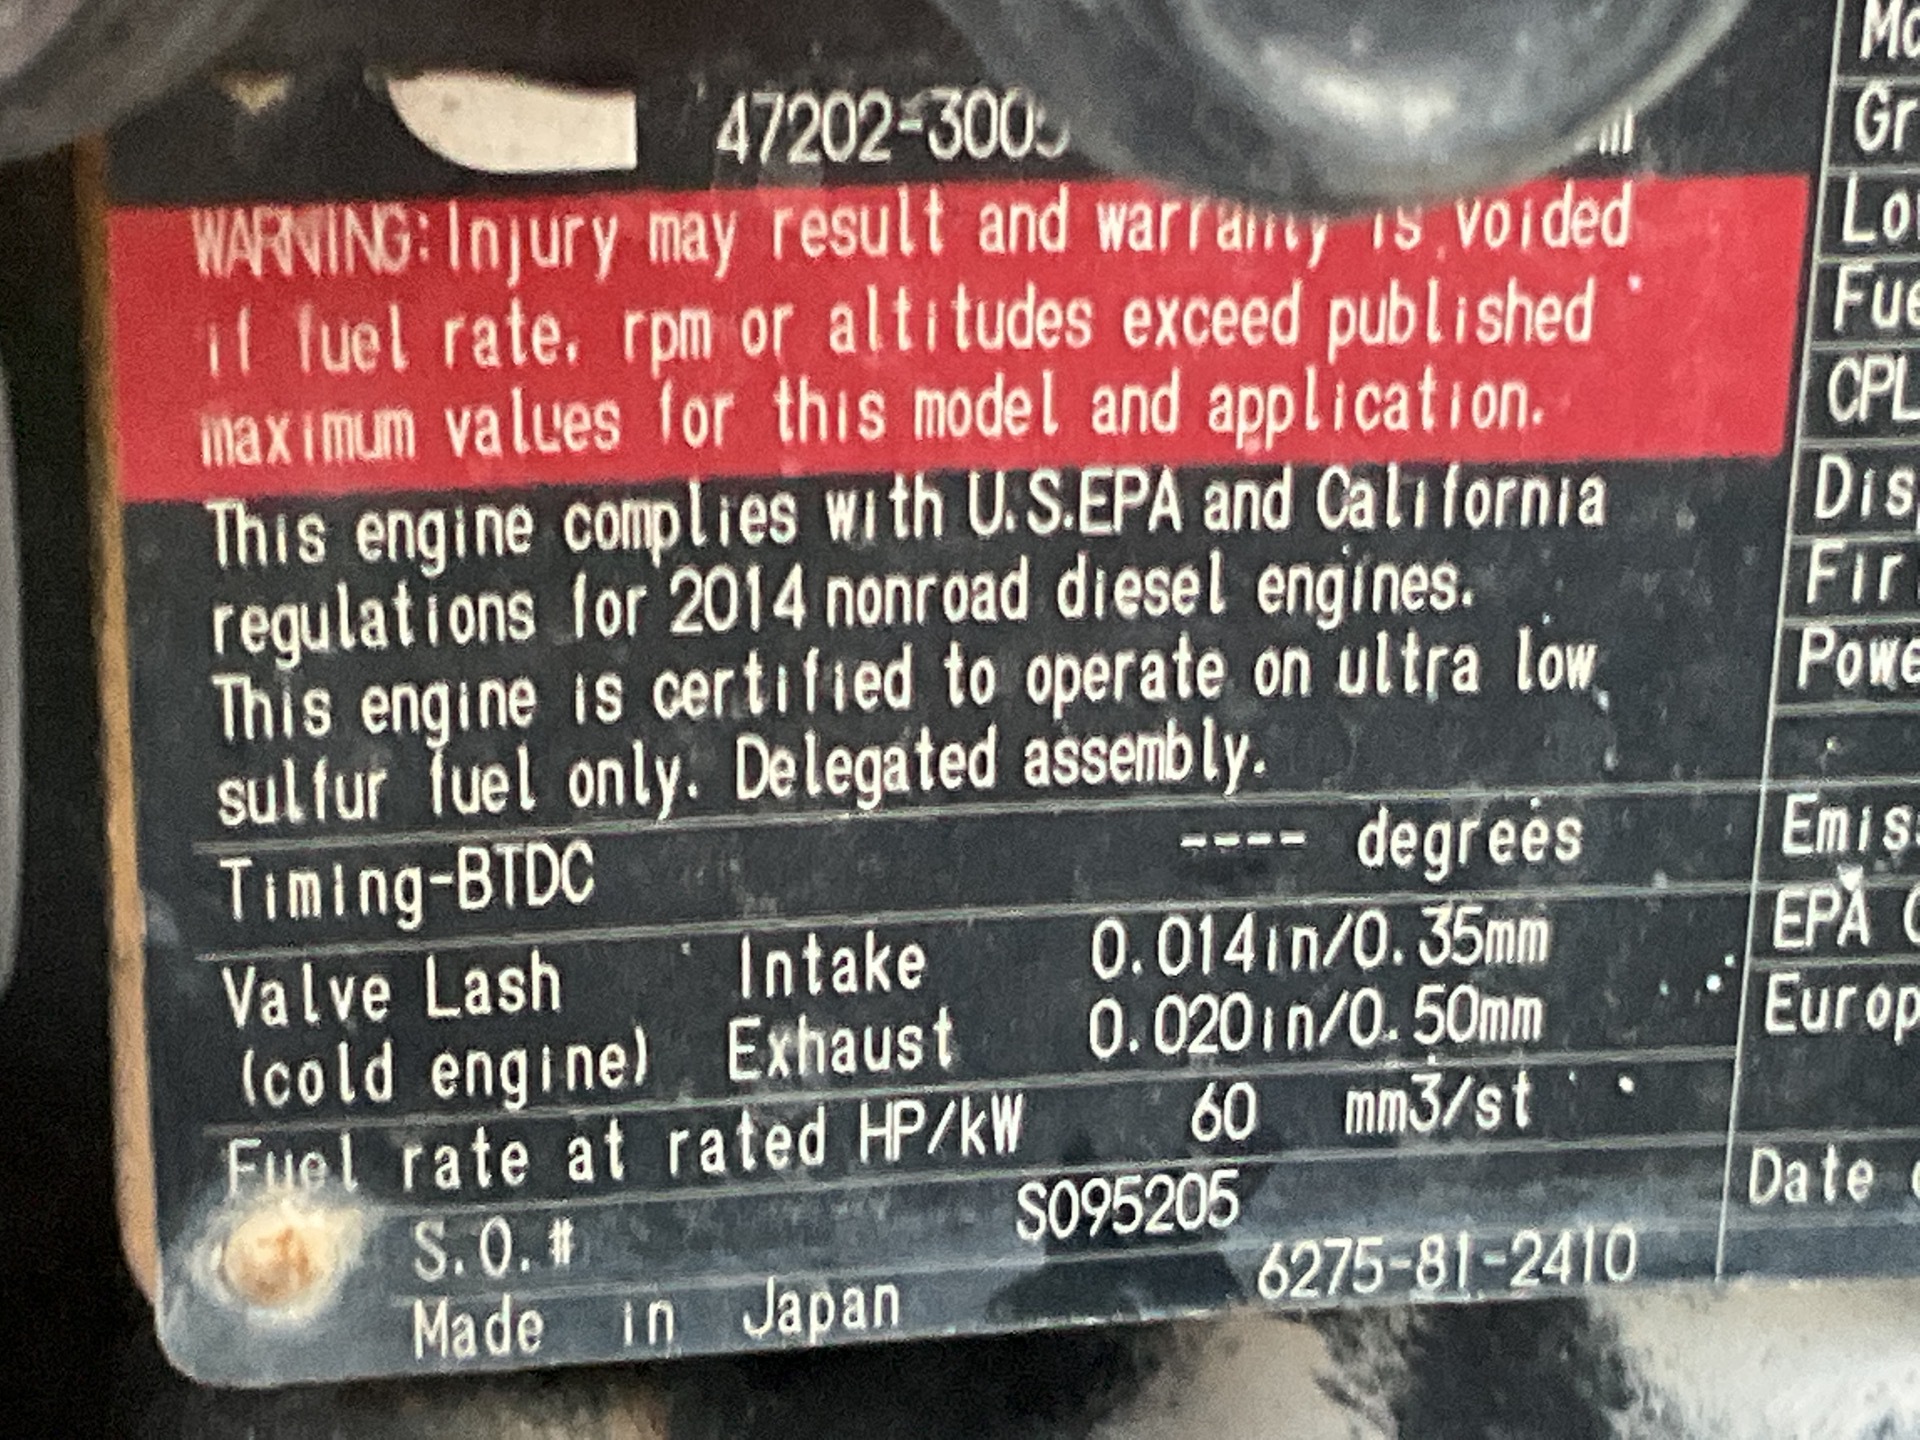 47202-300
WARNING: Injury may result and warranty is voided
if fuel rate, rpm or altitudes exceed published
maximum values for this model and application.
This engine complies with U.S.EPA and California
regulations for 2014 nonroad diesel engines.
This engine is certified to operate on ultra low
sulfur fuel only. Delegated assembly.
Timing-BTDC ---- degrees
Valve Lash Intake 0.014in/0.35mm
(cold engine) Exhaust 0.020in/0.50mm
Fuel rate at rated HP/kW 60 mm3/st
S.O.# S095205
Made in Japan 6275-81-2410
Mo
Gr
Lo
Fue
CPL
Disp
Fir
Powe
Emiss
EPA C
Europ
Date